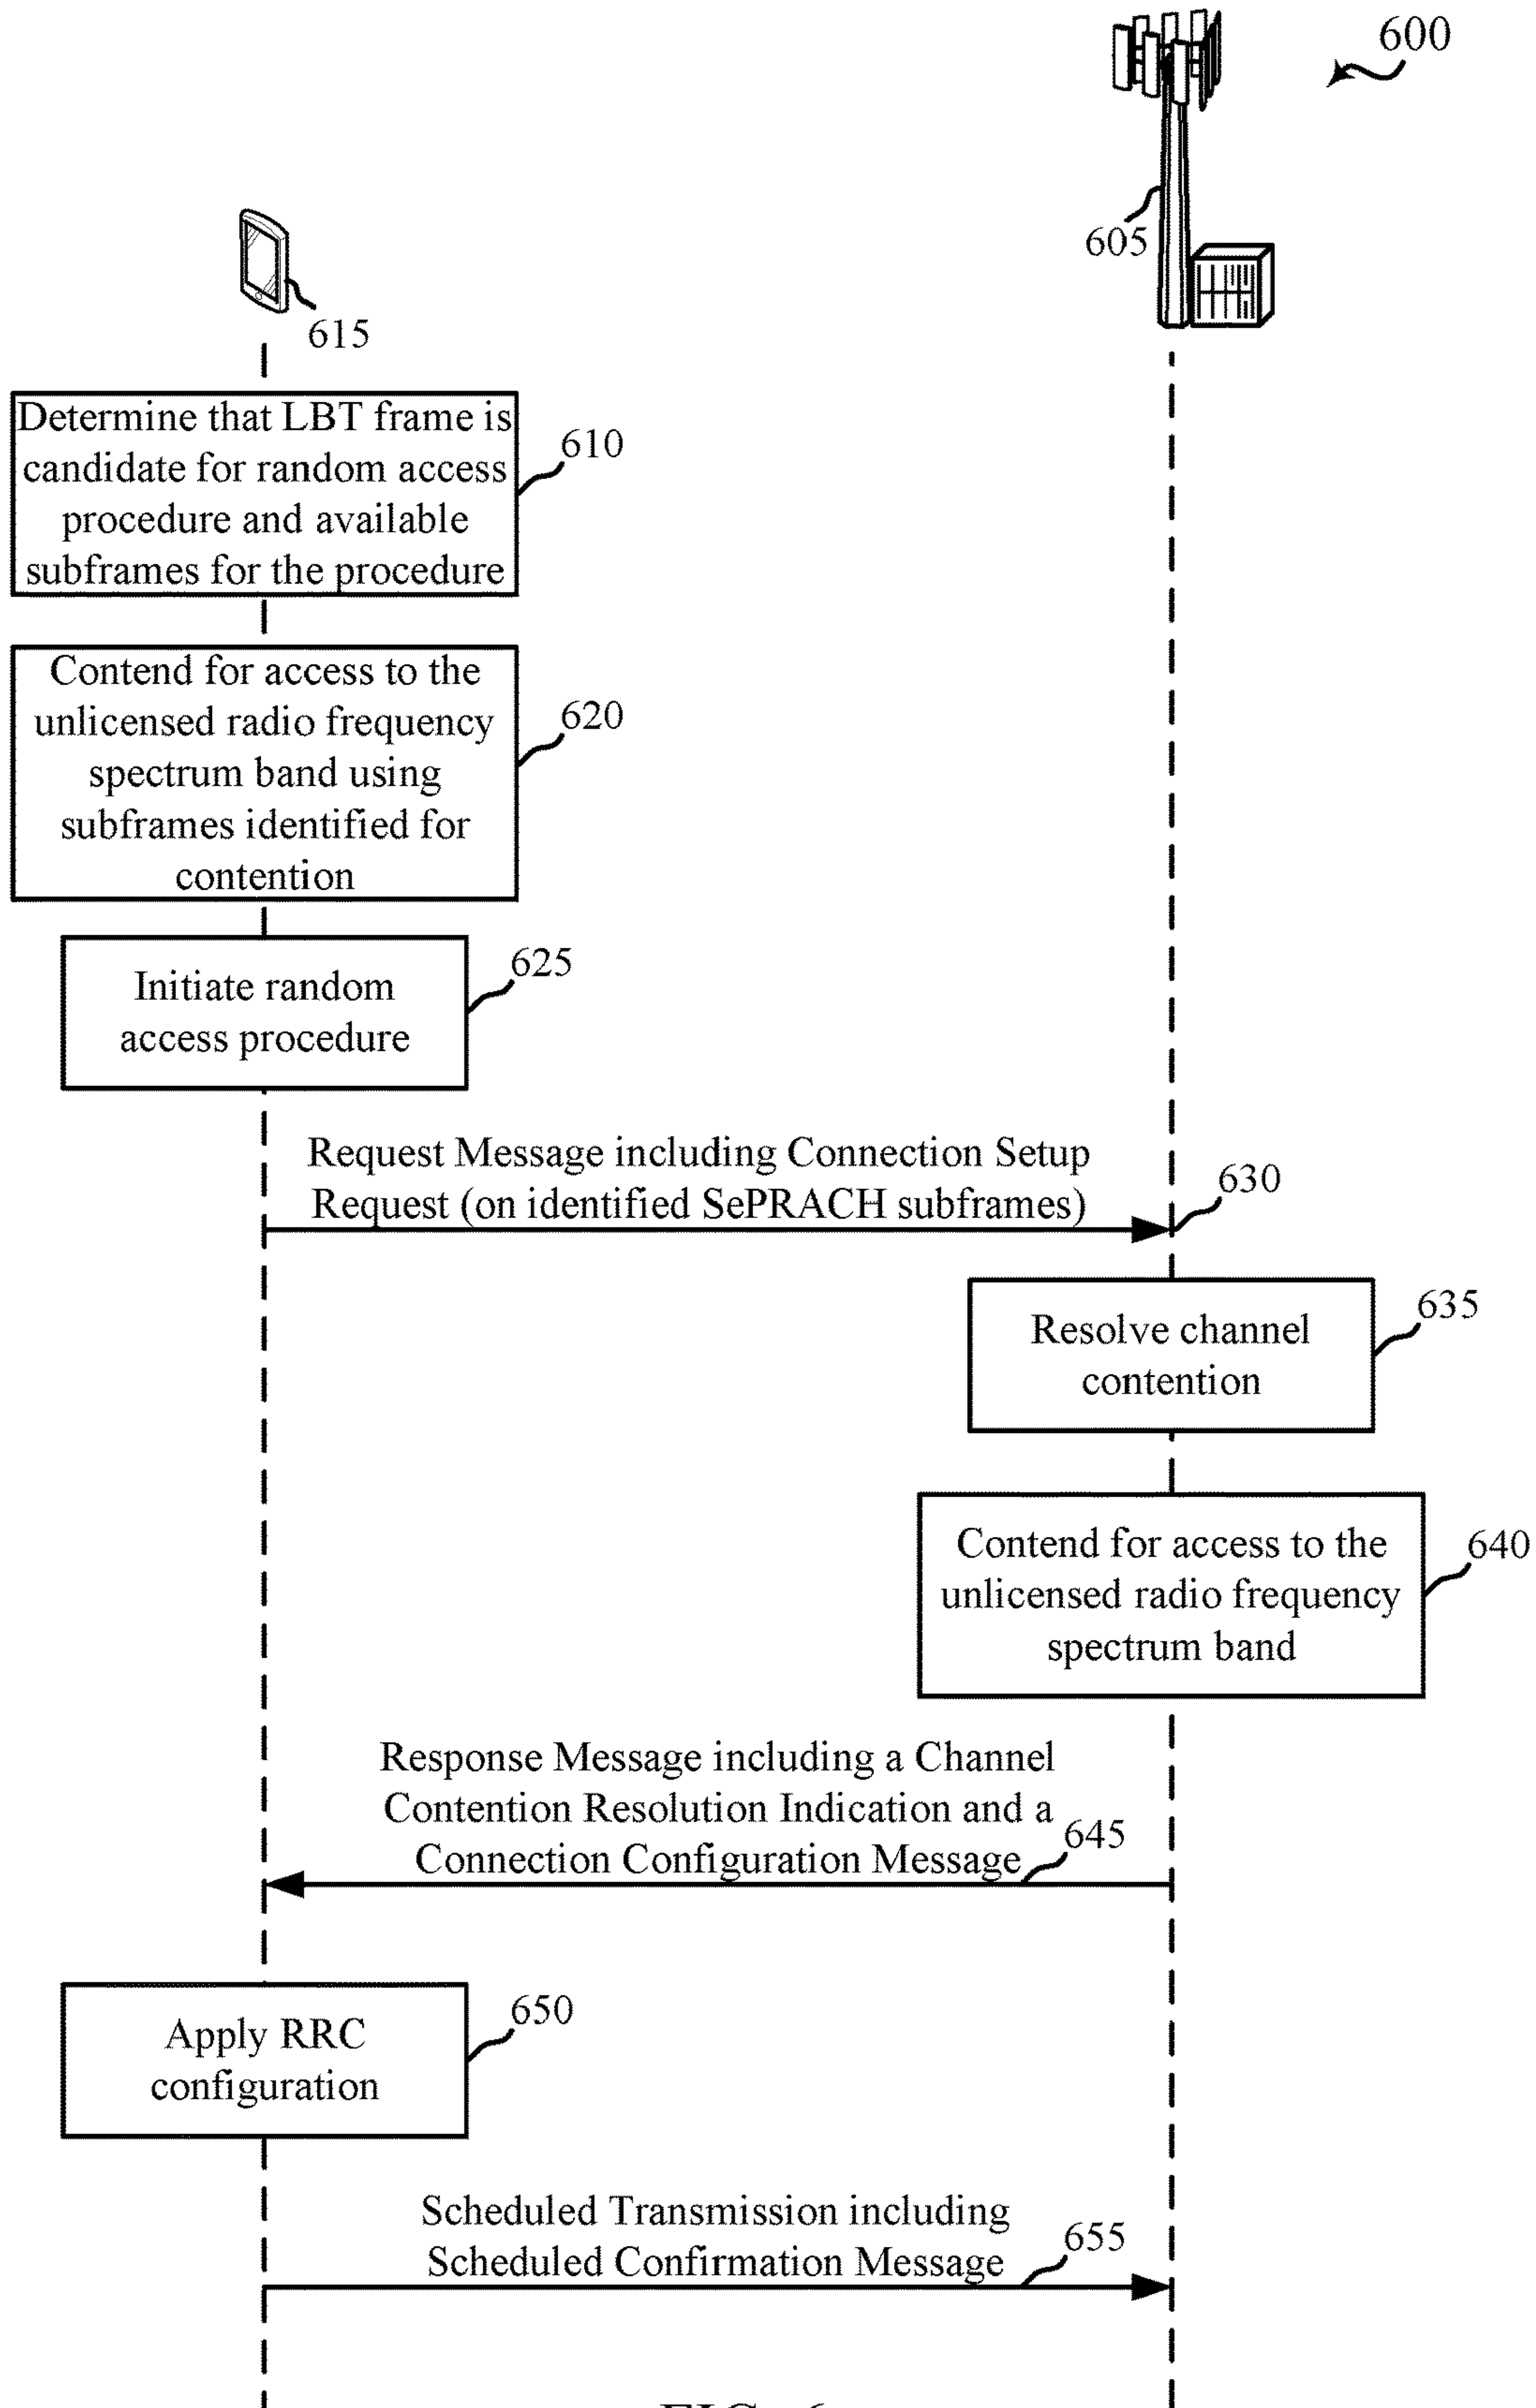 600
605
615
Determine that LBT frame is
candidate for random access
procedure and available
subframes for the procedure
610
Contend for access to the
unlicensed radio frequency
spectrum band using
subframes identified for
contention
620
Initiate random
access procedure
625
Request Message including Connection Setup
Request (on identified SePRACH subframes)
630
Resolve channel
contention
635
Contend for access to the
unlicensed radio frequency
spectrum band
640
Response Message including a Channel
Contention Resolution Indication and a
Connection Configuration Message
645
Apply RRC
configuration
650
Scheduled Transmission including
Scheduled Confirmation Message
655